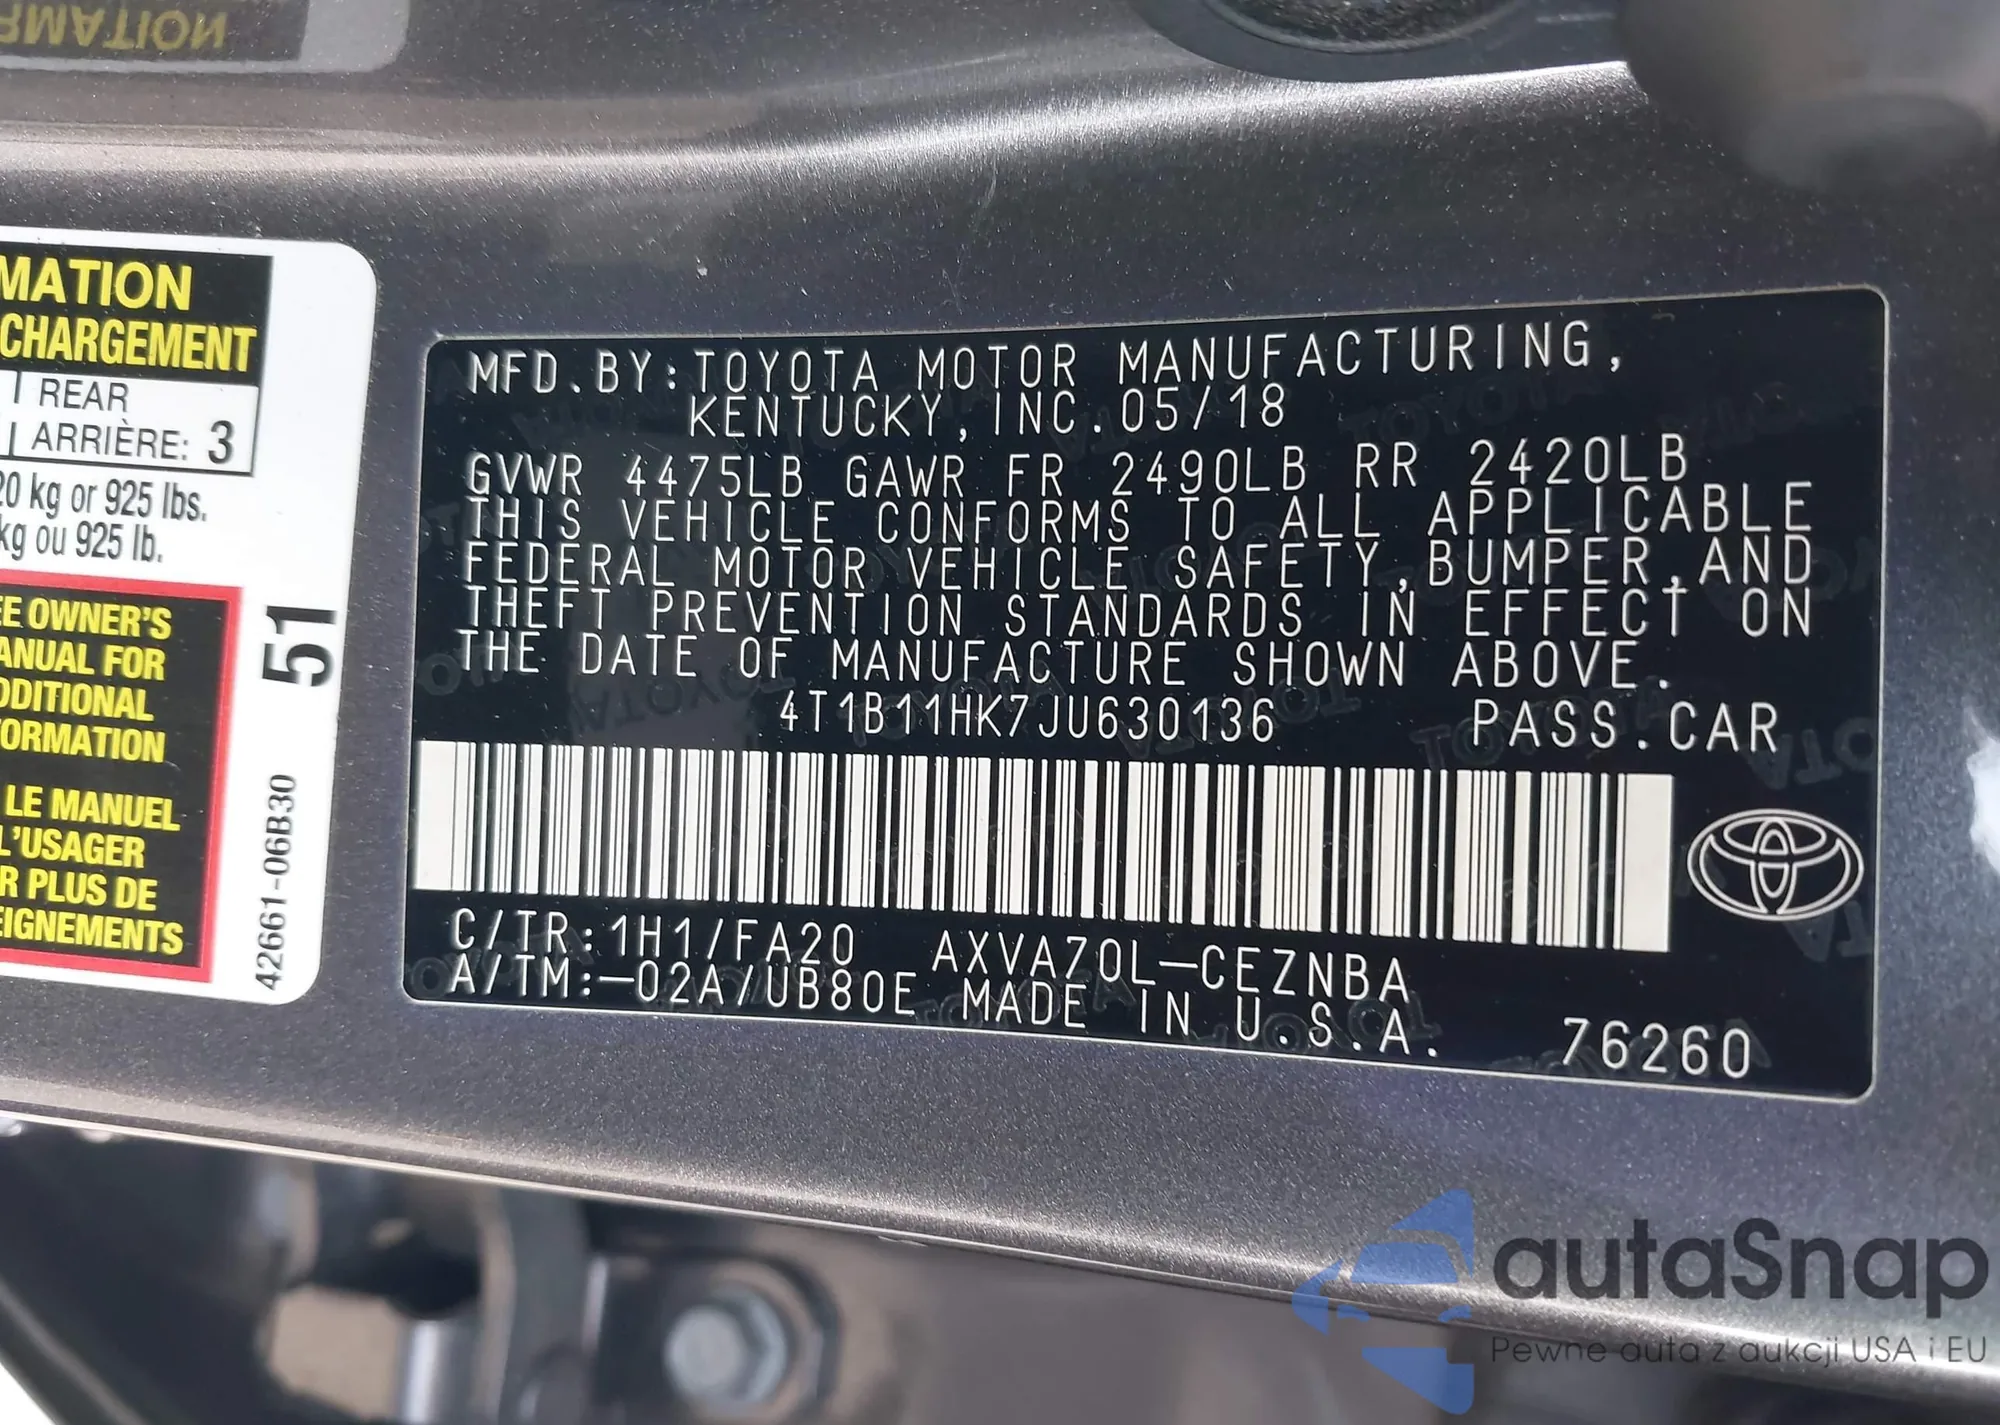 RMATION
MATION
CHARGEMENT
REAR
ARRIÈRE: 3
20 kg or 925 lbs.
kg ou 925 lb.
EE OWNER'S
ANUAL FOR
DDITIONAL
FORMATION
LE MANUEL
L'USAGER
R PLUS DE
EIGNEMENTS
51
42661-06B30
MFD.BY:TOYOTA MOTOR MANUFACTURING,
KENTUCKY,INC.05/18
GVWR 4475LB GAWR FR 2490LB RR 2420LB
THIS VEHICLE CONFORMS TO ALL APPLICABLE
FEDERAL MOTOR VEHICLE SAFETY,BUMPER,AND
THEFT PREVENTION STANDARDS IN EFFECT ON
THE DATE OF MANUFACTURE SHOWN ABOVE.
4T1B11HK7JU630136 PASS.CAR
C/TR:1H1/FA20 AXVA70L-CEZNBA
A/TM:-02A/UB80E MADE IN U.S.A. 76260
autaSnap
Pewne auta z aukcji USA i EU